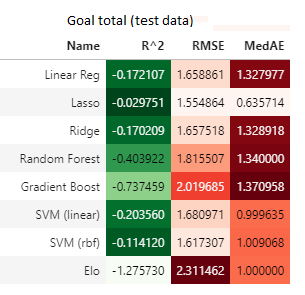 Goal total (test data)
Name R^2 RMSE MedAE
Linear Reg -0.172107 1.658861 1.327977
Lasso -0.029751 1.554864 0.635714
Ridge -0.170209 1.657518 1.328918
Random Forest -0.403922 1.815507 1.340000
Gradient Boost -0.737459 2.019685 1.370958
SVM (linear) -0.203560 1.680971 0.999635
SVM (rbf) -0.114120 1.617307 1.009068
Elo -1.275730 2.311462 1.000000